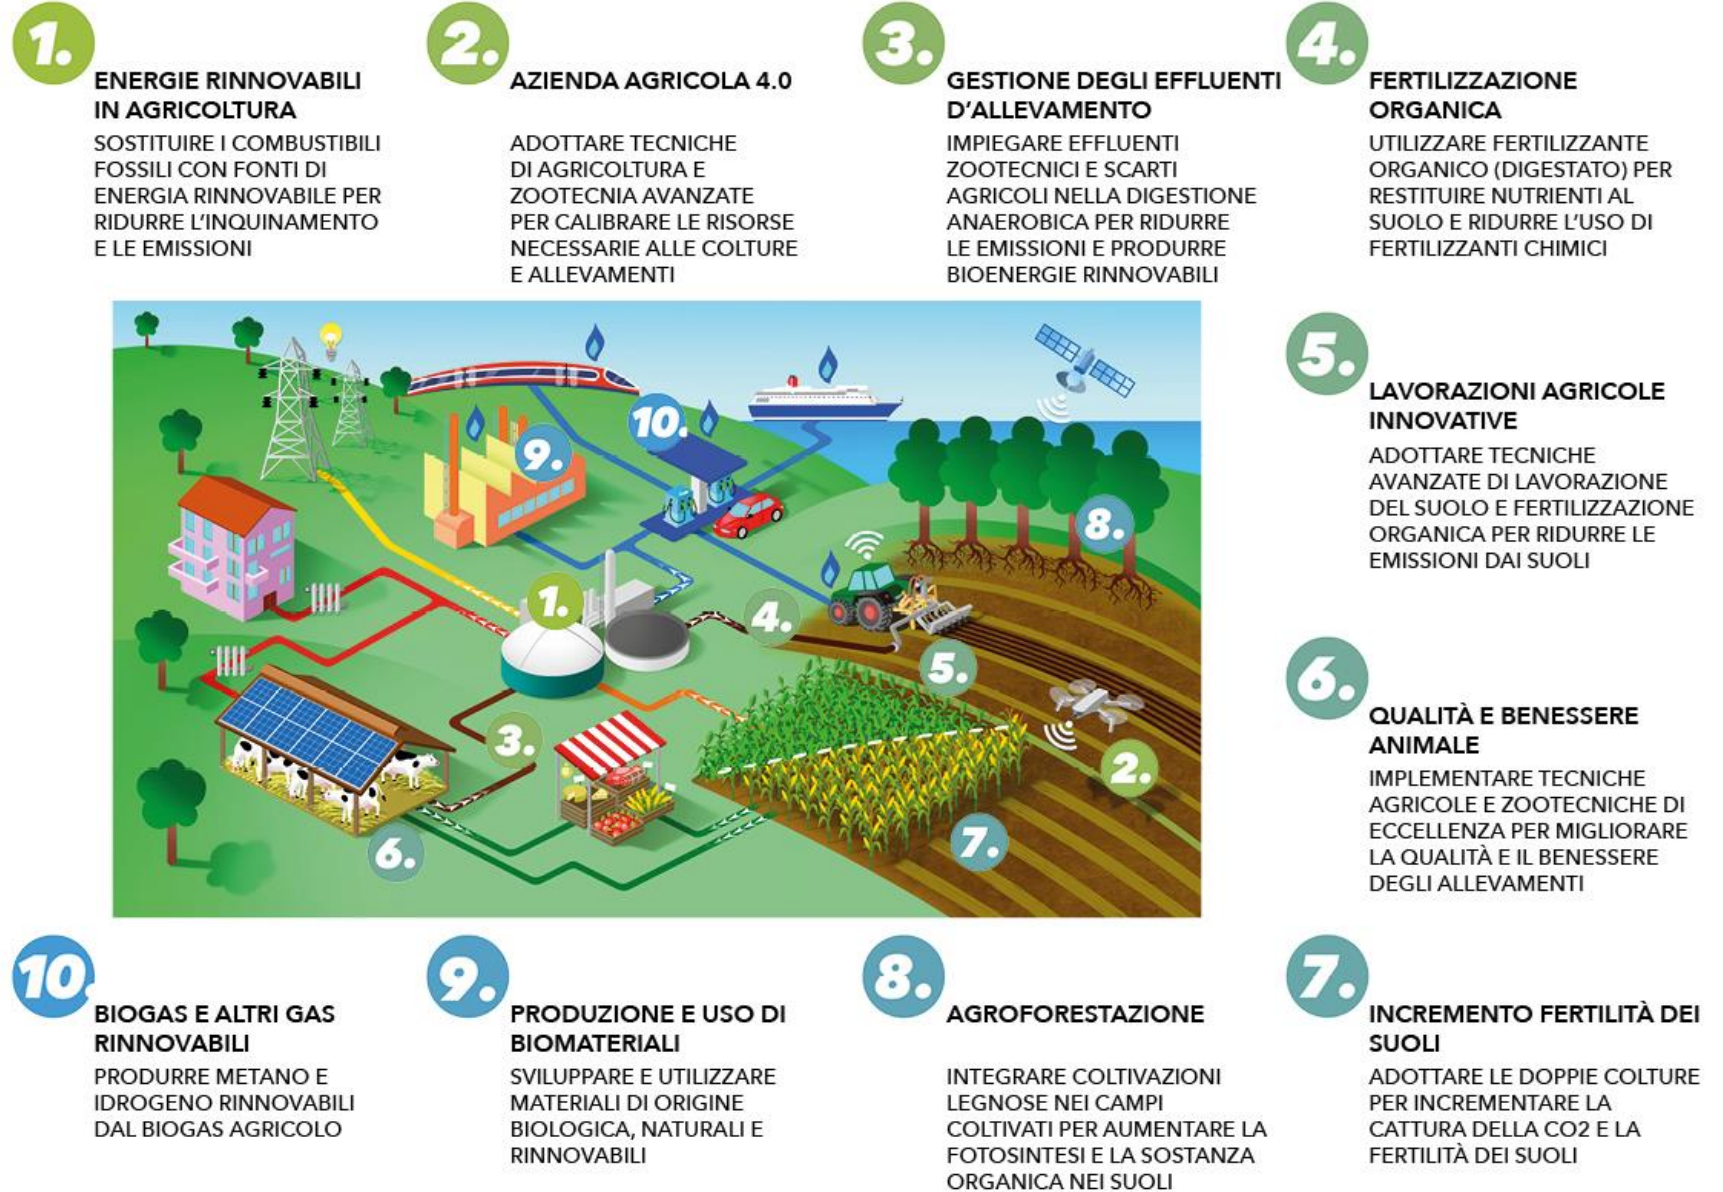 1.
ENERGIE RINNOVABILI
IN AGRICOLTURA
SOSTITUIRE I COMBUSTIBILI
FOSSILI CON FONTI DI
ENERGIA RINNOVABILE PER
RIDURRE L'INQUINAMENTO
E LE EMISSIONI
2.
AZIENDA AGRICOLA 4.0
ADOTTARE TECNICHE
DI AGRICOLTURA E
ZOOTECNIA AVANZATE
PER CALIBRARE LE RISORSE
NECESSARIE ALLE COLTURE
E ALLEVAMENTI
3.
GESTIONE DEGLI EFFLUENTI
D'ALLEVAMENTO
IMPIEGARE EFFLUENTI
ZOOTECNICI E SCARTI
AGRICOLI NELLA DIGESTIONE
ANAEROBICA PER RIDURRE
LE EMISSIONI E PRODURRE
BIOENERGIE RINNOVABILI
4.
FERTILIZZAZIONE
ORGANICA
UTILIZZARE FERTILIZZANTE
ORGANICO (DIGESTATO) PER
RESTITUIRE NUTRIENTI AL
SUOLO E RIDURRE L'USO DI
FERTILIZZANTI CHIMICI
10.
9.
8.
1.
4.
5.
3.
2.
7.
6.
5.
LAVORAZIONI AGRICOLE
INNOVATIVE
ADOTTARE TECNICHE
AVANZATE DI LAVORAZIONE
DEL SUOLO E FERTILIZZAZIONE
ORGANICA PER RIDURRE LE
EMISSIONI DAI SUOLI
6.
QUALITÀ E BENESSERE
ANIMALE
IMPLEMENTARE TECNICHE
AGRICOLE E ZOOTECNICHE DI
ECCELLENZA PER MIGLIORARE
LA QUALITÀ E IL BENESSERE
DEGLI ALLEVAMENTI
10.
BIOGAS E ALTRI GAS
RINNOVABILI
PRODURRE METANO E
IDROGENO RINNOVABILI
DAL BIOGAS AGRICOLO
9.
PRODUZIONE E USO DI
BIOMATERIALI
SVILUPPARE E UTILIZZARE
MATERIALI DI ORIGINE
BIOLOGICA, NATURALI E
RINNOVABILI
8.
AGROFORESTAZIONE
INTEGRARE COLTIVAZIONI
LEGNOSE NEI CAMPI
COLTIVATI PER AUMENTARE LA
FOTOSINTESI E LA SOSTANZA
ORGANICA NEI SUOLI
7.
INCREMENTO FERTILITÀ DEI
SUOLI
ADOTTARE LE DOPPIE COLTURE
PER INCREMENTARE LA
CATTURA DELLA CO2 E LA
FERTILITÀ DEI SUOLI